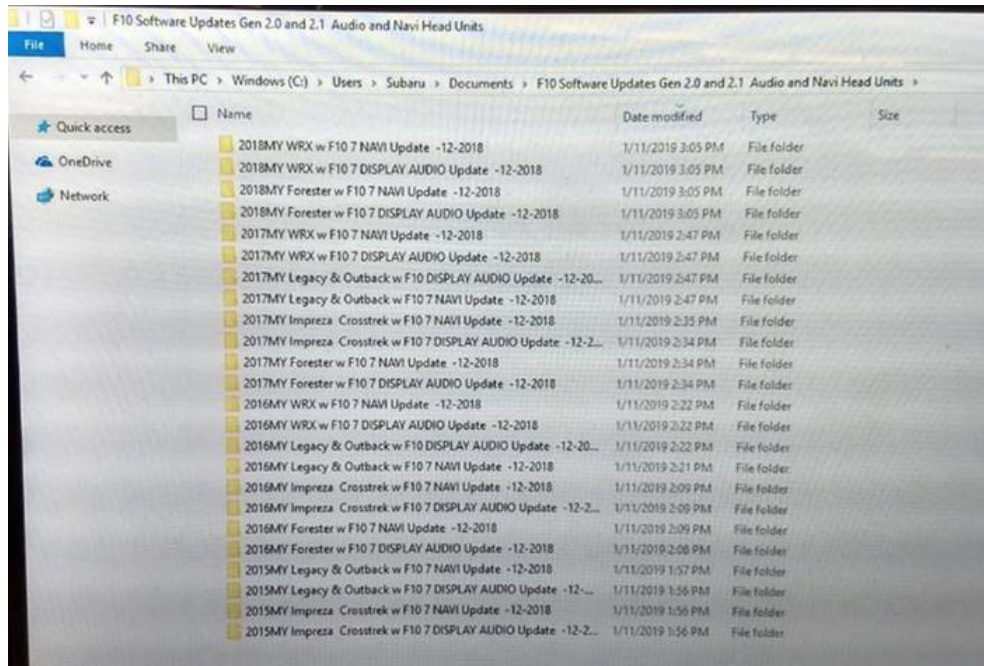 F10 Software Updates Gen 2.0 and 2.1 Audio and Navi Head Units
File Home Share View
This PC > Windows (C:) > Users > Subaru > Documents > F10 Software Updates Gen 2.0 and 2.1 Audio and Navi Head Units >
Name Date modified Type Size
Quick access
OneDrive
Network
2018MY WRX w F10 7 NAVI Update -12-2018 1/11/2019 3:05 PM File folder
2018MY WRX w F10 7 DISPLAY AUDIO Update -12-2018 1/11/2019 3:05 PM File folder
2018MY Forester w F10 7 NAVI Update -12-2018 1/11/2019 3:05 PM File folder
2018MY Forester w F10 7 DISPLAY AUDIO Update -12-2018 1/11/2019 3:05 PM File folder
2017MY WRX w F10 7 NAVI Update -12-2018 1/11/2019 2:47 PM File folder
2017MY WRX w F10 7 DISPLAY AUDIO Update -12-2018 1/11/2019 2:47 PM File folder
2017MY Legacy & Outback w F10 DISPLAY AUDIO Update -12-20... 1/11/2019 2:47 PM File folder
2017MY Legacy & Outback w F10 7 NAVI Update -12-2018 1/11/2019 2:47 PM File folder
2017MY Impreza Crosstrek w F10 7 NAVI Update -12-2018 1/11/2019 2:35 PM File folder
2017MY Impreza Crosstrek w F10 7 DISPLAY AUDIO Update -12-2... 1/11/2019 2:34 PM File folder
2017MY Forester w F10 7 NAVI Update -12-2018 1/11/2019 2:34 PM File folder
2017MY Forester w F10 7 DISPLAY AUDIO Update -12-2018 1/11/2019 2:34 PM File folder
2016MY WRX w F10 7 NAVI Update -12-2018 1/11/2019 2:22 PM File folder
2016MY WRX w F10 7 DISPLAY AUDIO Update -12-2018 1/11/2019 2:22 PM File folder
2016MY Legacy & Outback w F10 DISPLAY AUDIO Update -12-20... 1/11/2019 2:22 PM File folder
2016MY Legacy & Outback w F10 7 NAVI Update -12-2018 1/11/2019 2:21 PM File folder
2016MY Impreza Crosstrek w F10 7 NAVI Update -12-2018 1/11/2019 2:09 PM File folder
2016MY Impreza Crosstrek w F10 7 DISPLAY AUDIO Update -12-2... 1/11/2019 2:09 PM File folder
2016MY Forester w F10 7 NAVI Update -12-2018 1/11/2019 2:09 PM File folder
2016MY Forester w F10 7 DISPLAY AUDIO Update -12-2018 1/11/2019 2:08 PM File folder
2015MY Legacy & Outback w F10 7 NAVI Update -12-2018 1/11/2019 1:57 PM File folder
2015MY Legacy & Outback w F10 7 DISPLAY AUDIO Update -12-... 1/11/2019 1:56 PM File folder
2015MY Impreza Crosstrek w F10 7 NAVI Update -12-2018 1/11/2019 1:56 PM File folder
2015MY Impreza Crosstrek w F10 7 DISPLAY AUDIO Update -12-2... 1/11/2019 1:56 PM File folder